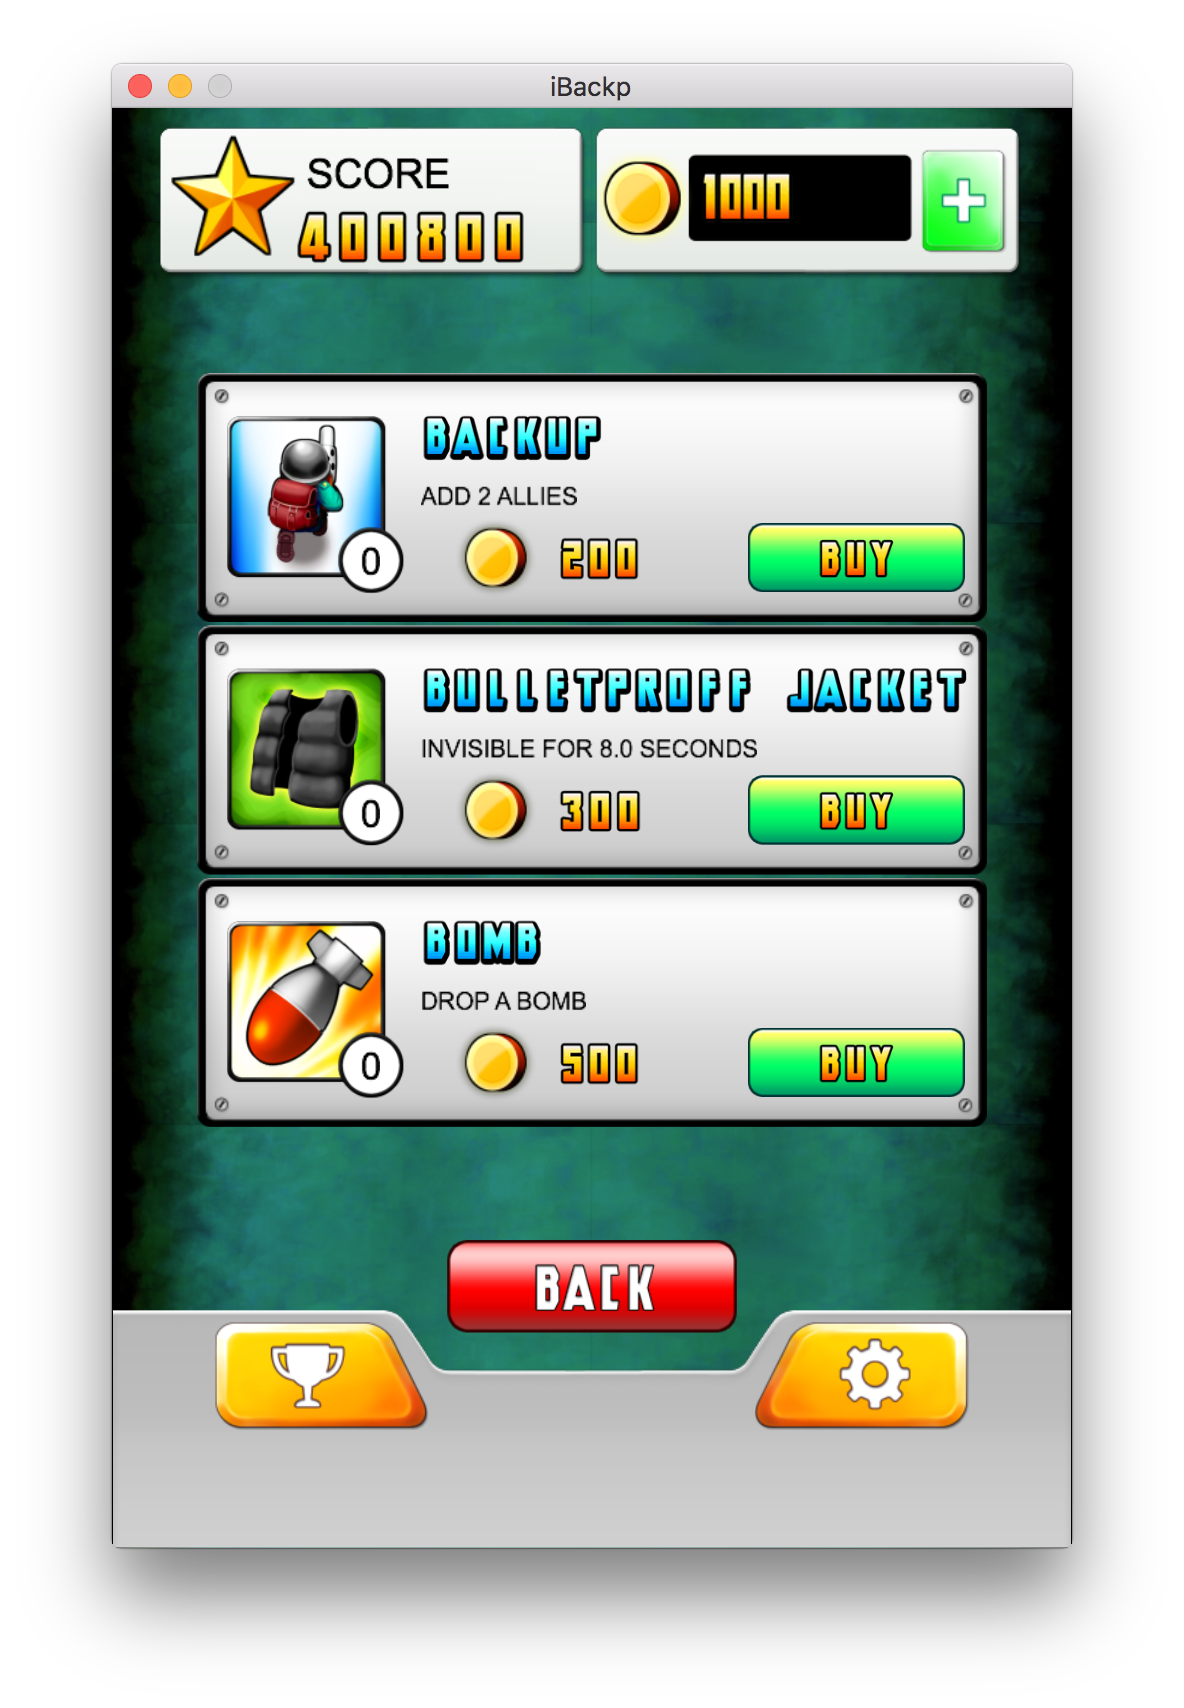 iBackp
SCORE
400800
1000
BACKUP
ADD 2 ALLIES
0
200
BUY
BULLETPROFF JACKET
INVISIBLE FOR 8.0 SECONDS
0
300
BUY
BOMB
DROP A BOMB
0
500
BUY
BACK